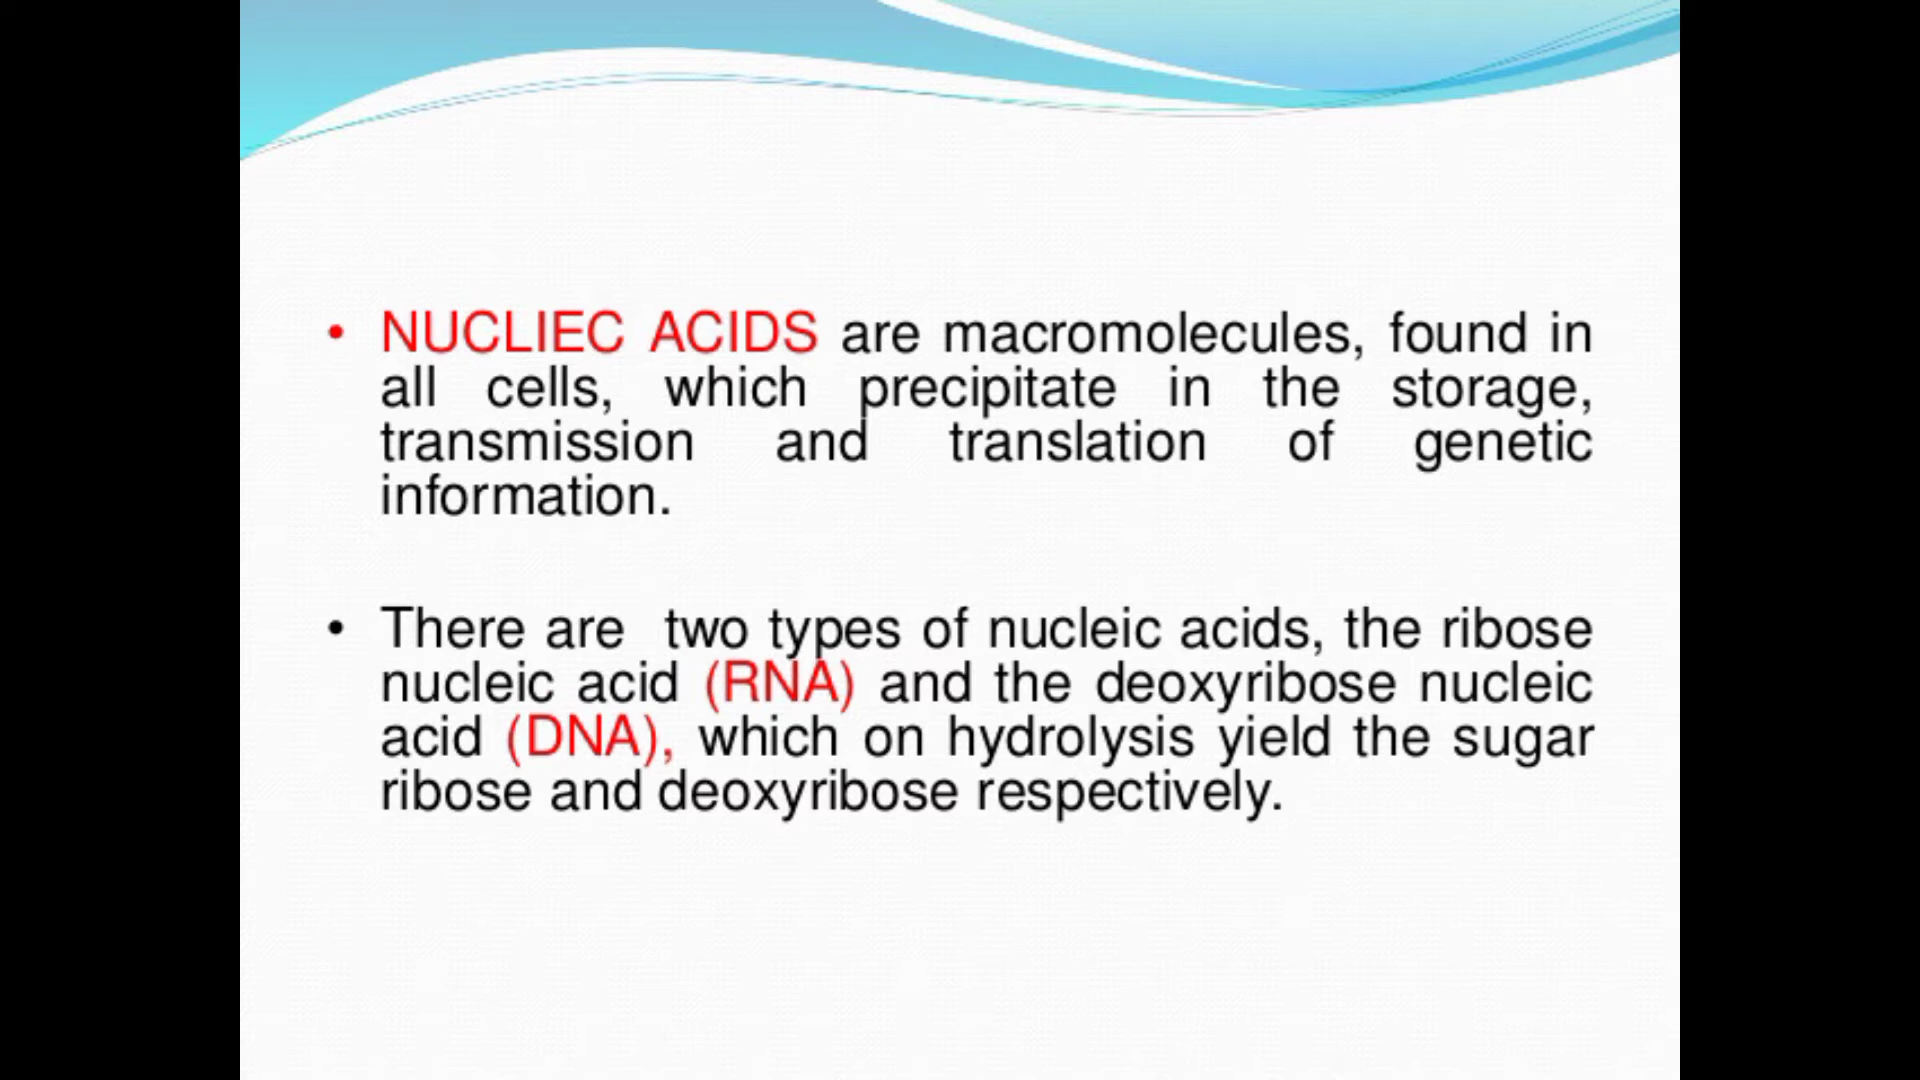 • NUCLIEC ACIDS are macromolecules, found in
all cells, which precipitate in the storage,
transmission and translation of genetic
information.
• There are two types of nucleic acids, the ribose
nucleic acid (RNA) and the deoxyribose nucleic
acid (DNA), which on hydrolysis yield the sugar
ribose and deoxyribose respectively.